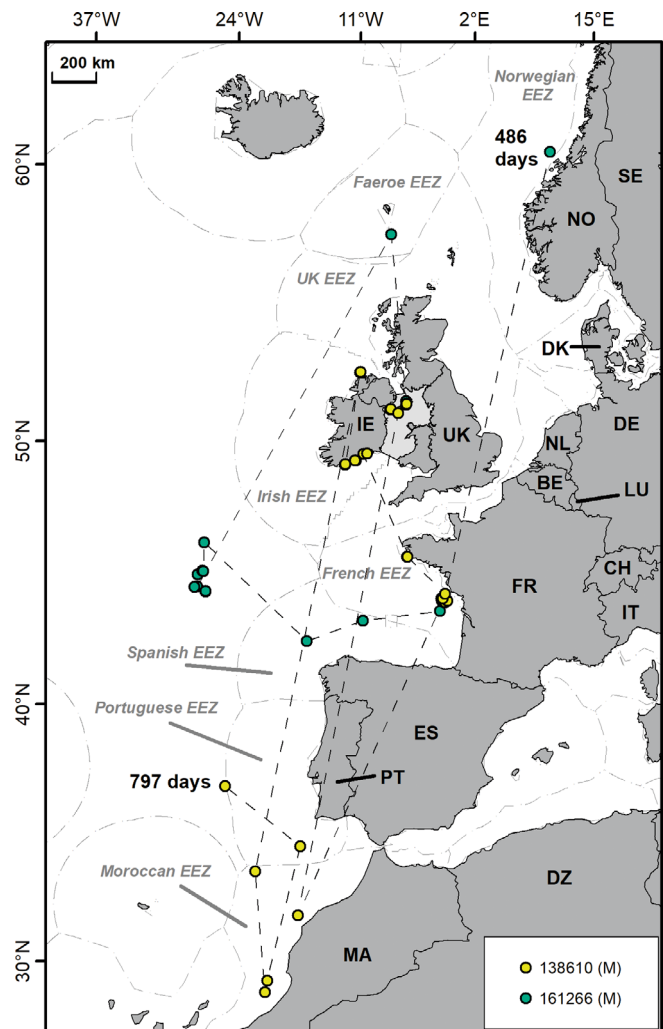 37°W 24°W 11°W 2°E 15°E
200 km
Norwegian
EEZ
486
days
60°N
SE
Faeroe EEZ
NO
UK EEZ
DK
IE
UK
50°N
NL
DE
BE
LU
Irish EEZ
French EEZ
FR
CH
IT
Spanish EEZ
40°N
Portuguese EEZ
ES
797 days
PT
Moroccan EEZ
DZ
MA
30°N
138610 (M)
161266 (M)